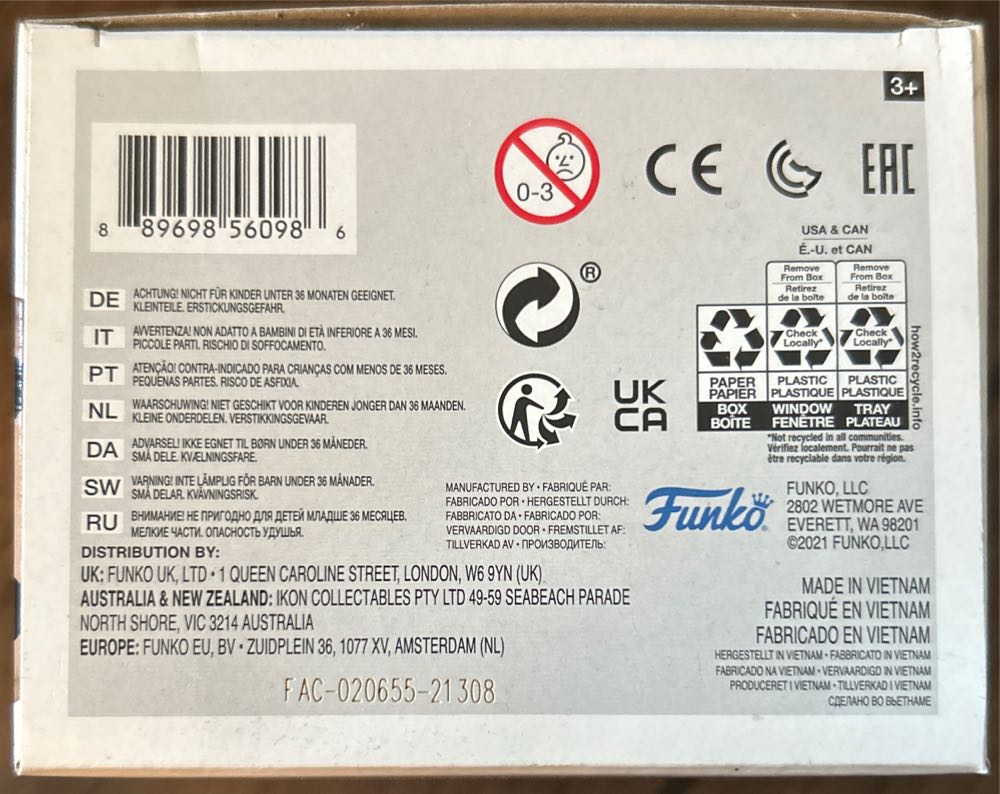 3+
8 89698 56098 6
0-3
CE
EAC
USA & CAN
É.-U. et CAN
Remove From Box
Retirez de la boîte
Remove From Box
Retirez de la boîte
Check Locally*
Check Locally*
PAPER
PAPIER
PLASTIC
PLASTIQUE
PLASTIC
PLASTIQUE
BOX
BOÎTE
WINDOW
FENÊTRE
TRAY
PLATEAU
how2recycle.info
*Not recycled in all communities.
Vérifiez localement. Pourrait ne pas
être recyclable dans votre région.
®
UK
CA
DE ACHTUNG! NICHT FÜR KINDER UNTER 36 MONATEN GEEIGNET.
KLEINTEILE. ERSTICKUNGSGEFAHR.
IT AVVERTENZA! NON ADATTO A BAMBINI DI ETÀ INFERIORE A 36 MESI.
PICCOLE PARTI. RISCHIO DI SOFFOCAMENTO.
PT ATENÇÃO! CONTRA-INDICADO PARA CRIANÇAS COM MENOS DE 36 MESES.
PEQUENAS PARTES. RISCO DE ASFIXIA.
NL WAARSCHUWING! NIET GESCHIKT VOOR KINDEREN JONGER DAN 36 MAANDEN.
KLEINE ONDERDELEN. VERSTIKKINGSGEVAAR.
DA ADVARSEL! IKKE EGNET TIL BØRN UNDER 36 MÅNEDER.
SMÅ DELE. KVÆLNINGSFARE.
SW VARNING! INTE LÄMPLIG FÖR BARN UNDER 36 MÅNADER.
SMÅ DELAR. KVÄVNINGSRISK.
RU ВНИМАНИЕ! НЕ ПРИГОДНО ДЛЯ ДЕТЕЙ МЛАДШЕ 36 МЕСЯЦЕВ.
МЕЛКИЕ ЧАСТИ. ОПАСНОСТЬ УДУШЬЯ.
MANUFACTURED BY • FABRIQUÉ PAR:
FABRICADO POR • HERGESTELLT DURCH:
FABBRICATO DA • FABRICADO POR:
VERVAARDIGD DOOR • FREMSTILLET AF:
TILLVERKAD AV • ПРОИЗВОДИТЕЛЬ:
Funko
FUNKO, LLC
2802 WETMORE AVE
EVERETT, WA 98201
©2021 FUNKO,LLC
DISTRIBUTION BY:
UK: FUNKO UK, LTD • 1 QUEEN CAROLINE STREET, LONDON, W6 9YN (UK)
AUSTRALIA & NEW ZEALAND: IKON COLLECTABLES PTY LTD 49-59 SEABEACH PARADE
NORTH SHORE, VIC 3214 AUSTRALIA
EUROPE: FUNKO EU, BV • ZUIDPLEIN 36, 1077 XV, AMSTERDAM (NL)
MADE IN VIETNAM
FABRIQUÉ EN VIETNAM
FABRICADO EN VIETNAM
HERGESTELLT IN VIETNAM • FABBRICATO IN VIETNAM
FABRICADO NA VIETNAM • VERVAARDIGD IN VIETNAM
PRODUCERET I VIETNAM • TILLVERKAD I VIETNAM
СДЕЛАНО ВО ВЬЕТНАМЕ
FAC-020655-21308